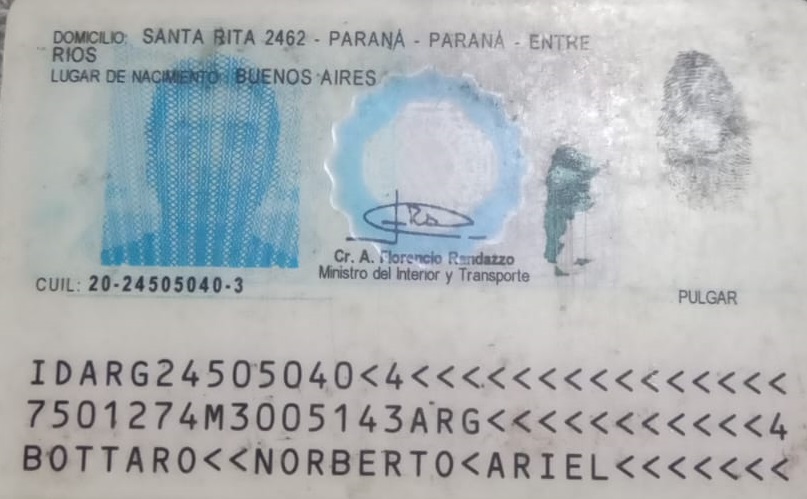 DOMICILIO: SANTA RITA 2462 - PARANÁ - PARANÁ - ENTRE
RIOS
LUGAR DE NACIMIENTO: BUENOS AIRES
Cr. A. Florencio Randazzo
Ministro del Interior y Transporte
CUIL: 20-24505040-3
PULGAR
IDARG24505040<4<<<<<<<<<<<<<<<
7501274M3005143ARG<<<<<<<<<<<4
BOTTARO<<NORBERTO<ARIEL<<<<<<<